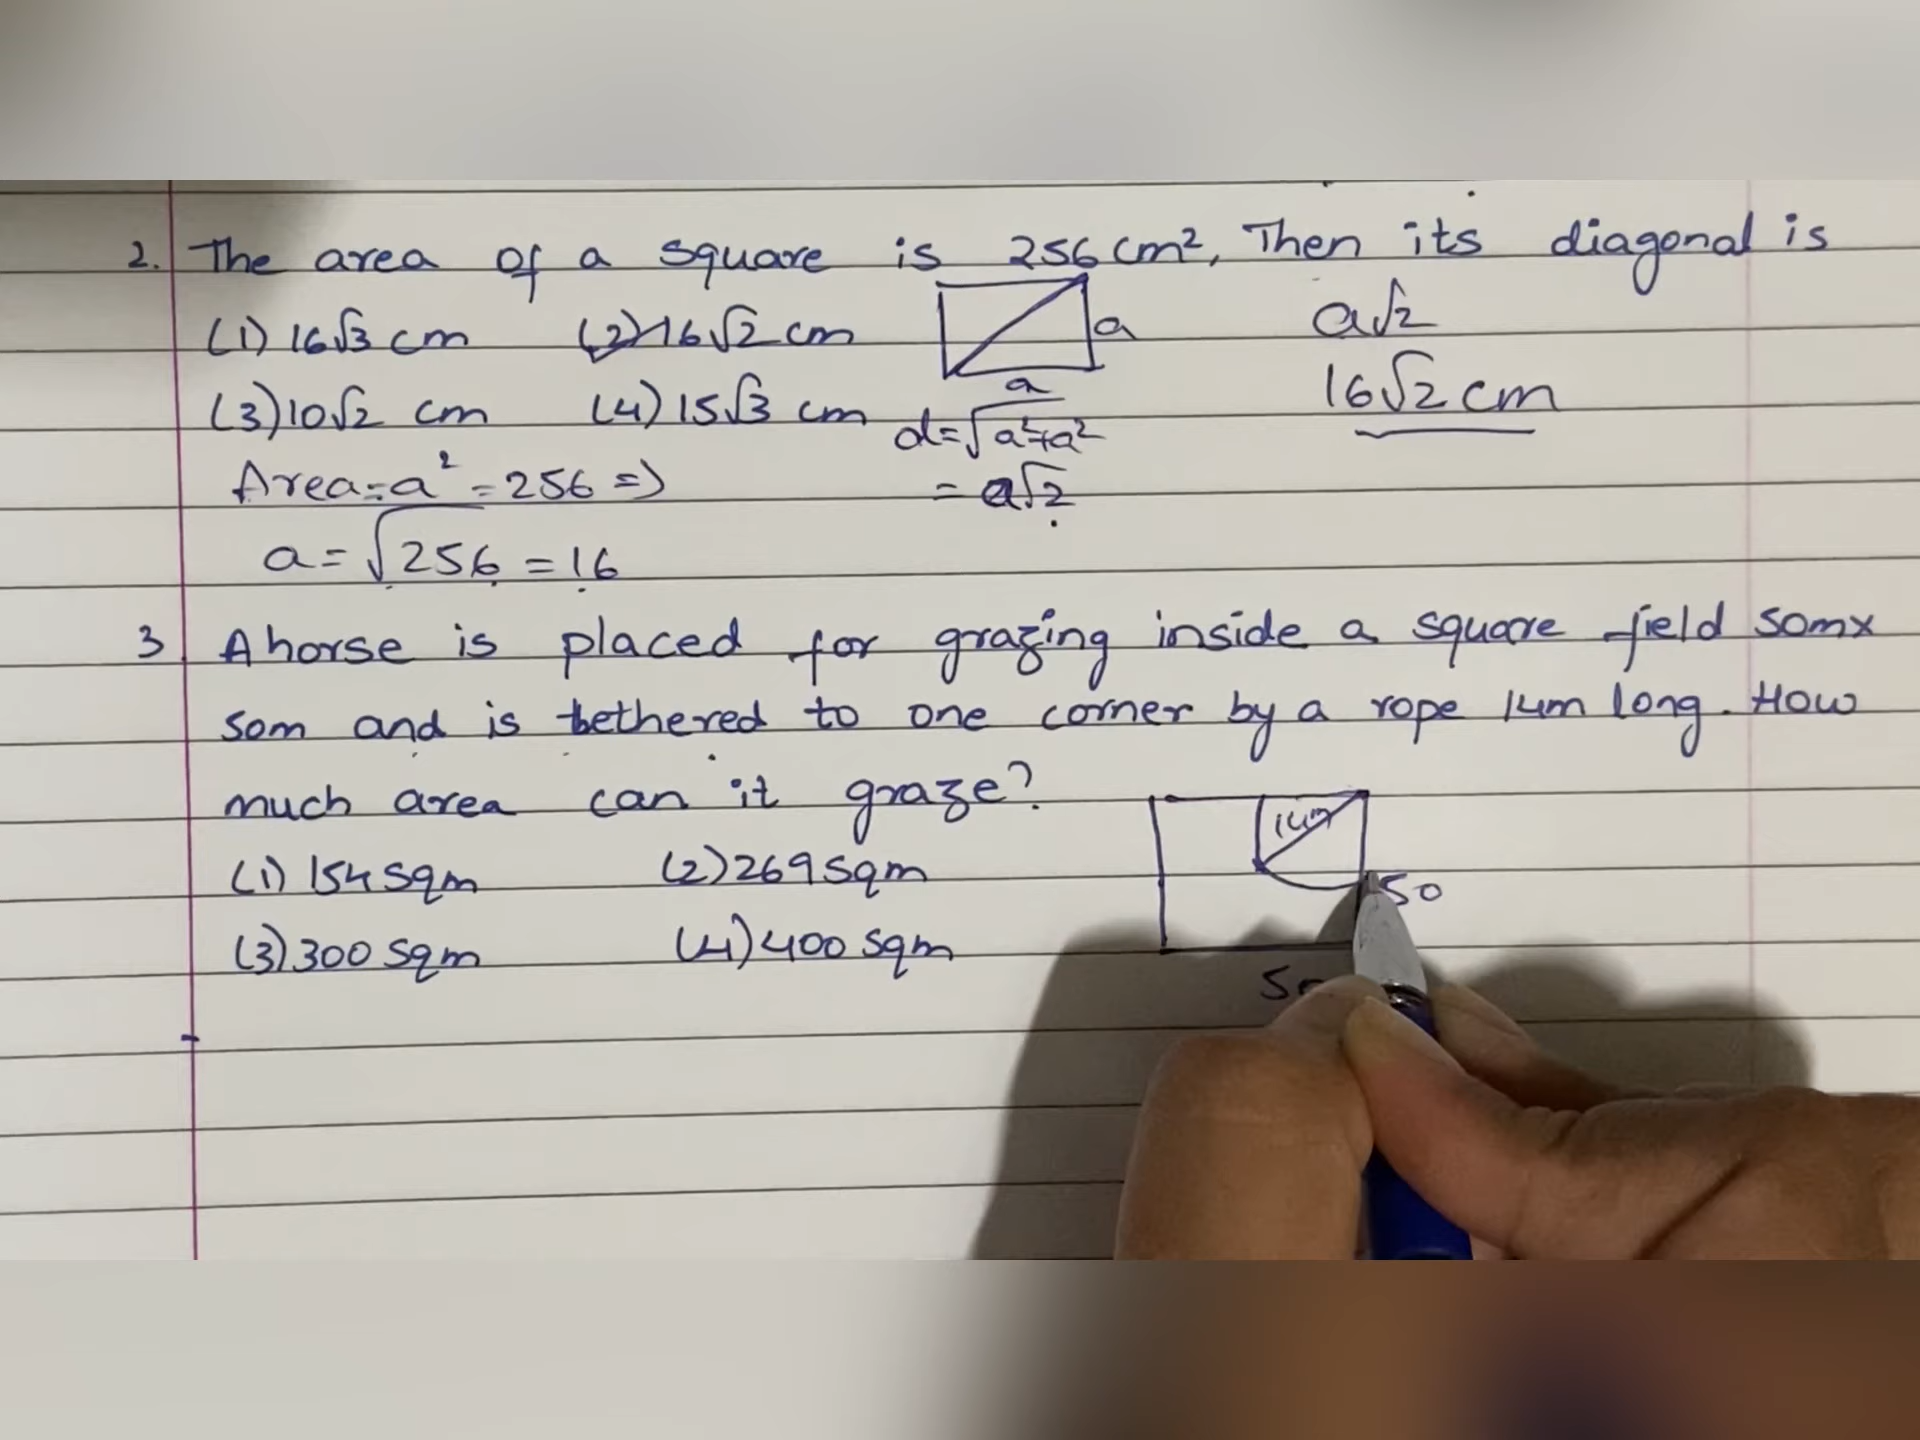 2. The area of a square is 256 cm², Then its diagonal is
(1) 16√3 cm (2) 16√2 cm a a√2
(3) 10√2 cm (4) 15√3 cm a 16√2 cm
d=√a²+a²
Area=a²=256 ⇒ = a√2
a=√256 = 16
3. A horse is placed for grazing inside a square field 50m x
50m and is tethered to one corner by a rope 14m long. How
much area can it graze?
14m
(1) 154 sqm (2) 269 sqm 50
(3) 300 sqm (4) 400 sqm